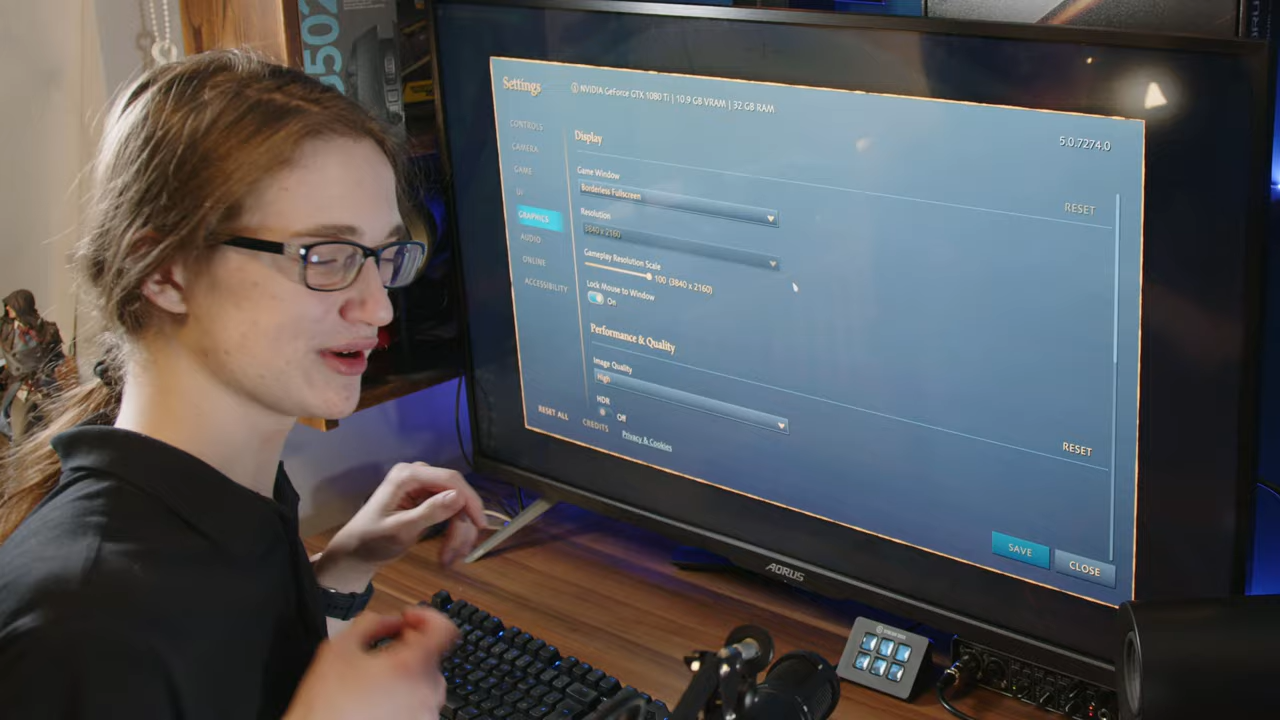 502
Settings
ⓘ NVIDIA GeForce GTX 1080 Ti | 10.9 GB VRAM | 32 GB RAM
5.0.7274.0
CONTROLS
CAMERA
GAME
UI
GRAPHICS
AUDIO
ONLINE
ACCESSIBILITY
RESET ALL
CREDITS
Privacy & Cookies
Display
RESET
Game Window
Borderless Fullscreen
Resolution
3840 x 2160
Gameplay Resolution Scale
100 (3840 x 2160)
Lock Mouse to Window
On
Performance & Quality
RESET
Image Quality
High
HDR
Off
SAVE
CLOSE
AORUS